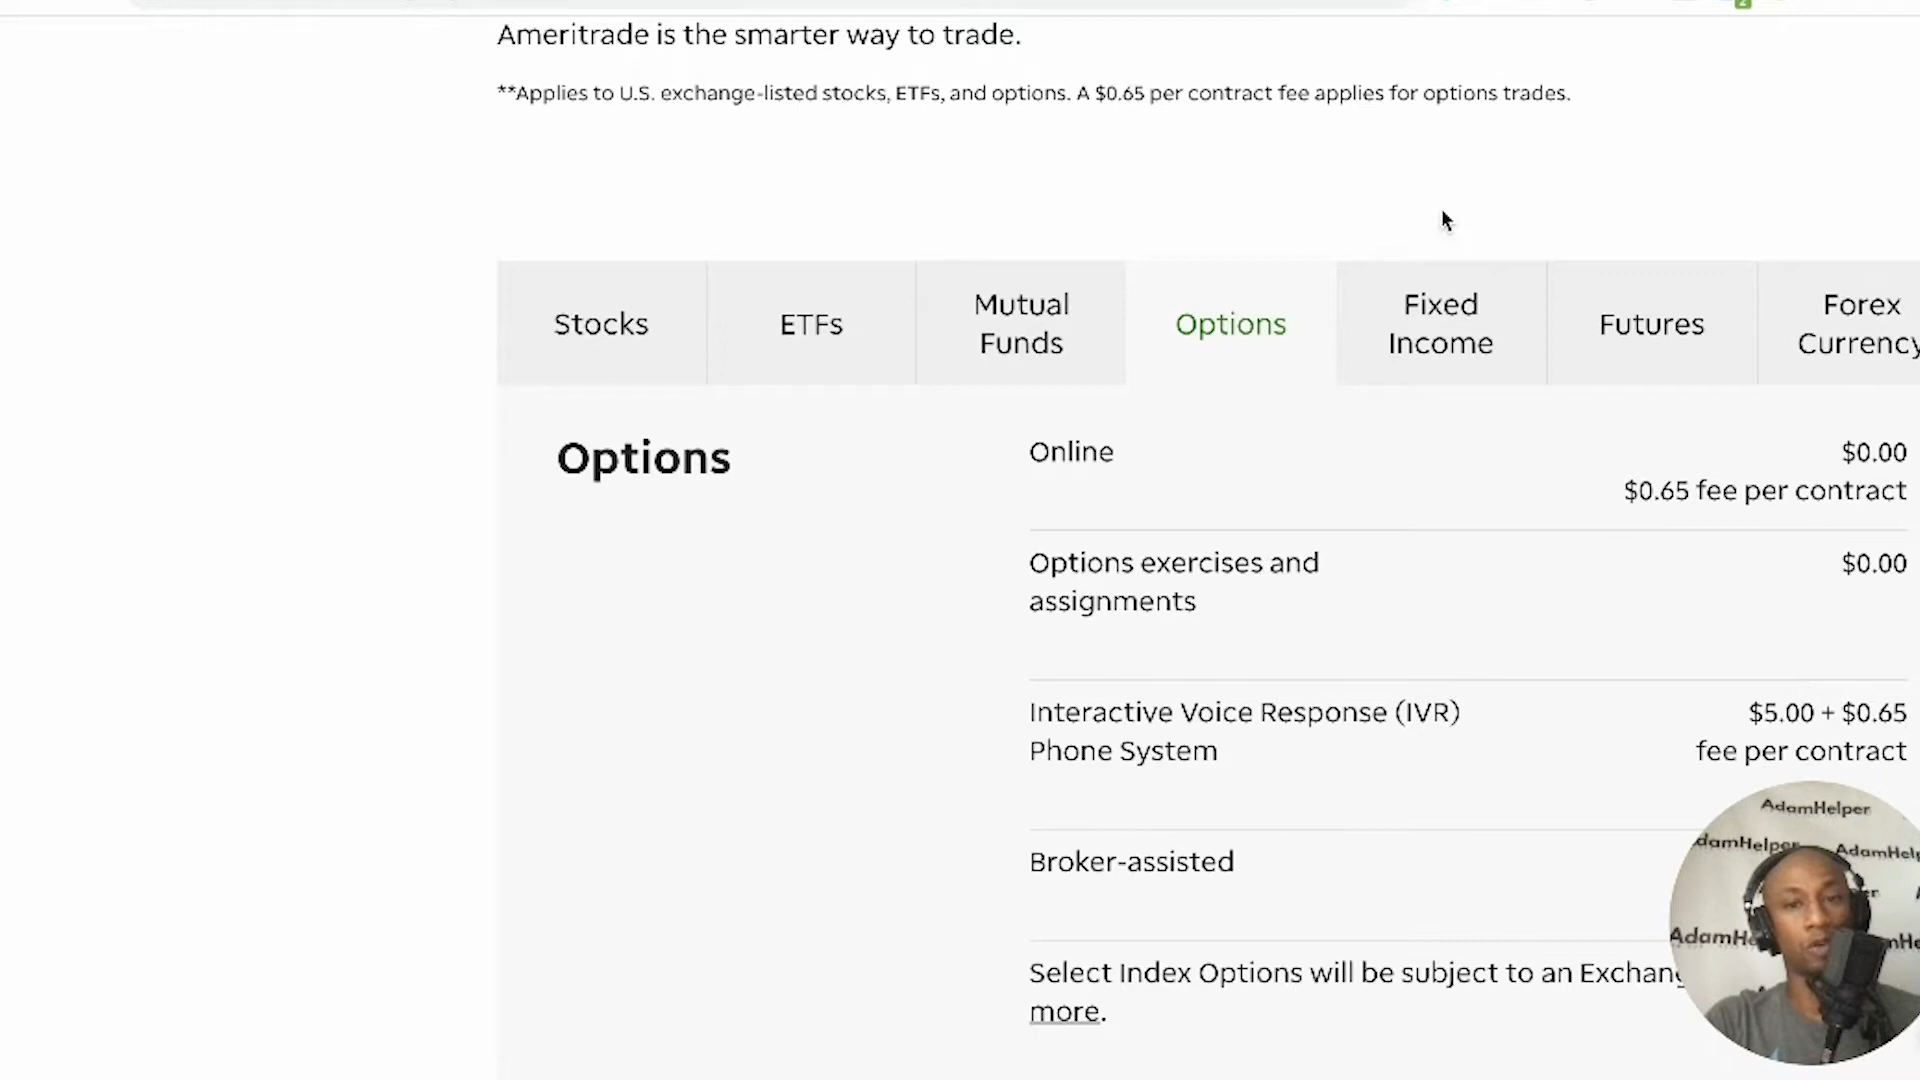 Ameritrade is the smarter way to trade.
**Applies to U.S. exchange-listed stocks, ETFs, and options. A $0.65 per contract fee applies for options trades.
Stocks
ETFs
Mutual
Funds
Options
Fixed
Income
Futures
Forex
Currency
Options
Online
$0.00
$0.65 fee per contract
Options exercises and
assignments
$0.00
Interactive Voice Response (IVR)
Phone System
$5.00 + $0.65
fee per contract
Broker-assisted
Select Index Options will be subject to an
more.
AdamHelper